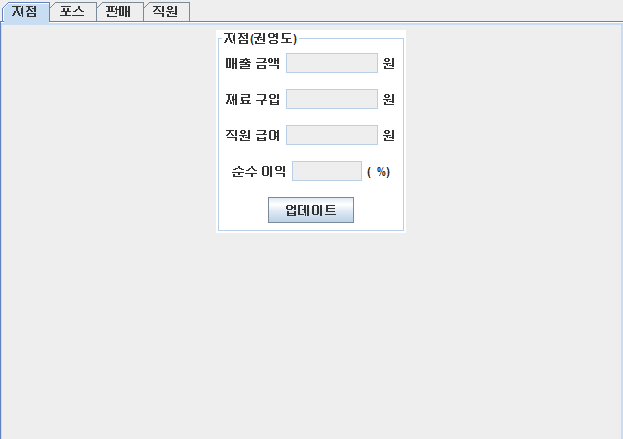 지점 포스 판매 직원
지점(권영도)
매출 금액 원
재료 구입 원
직원 급여 원
순수 이익 ( %)
업데이트